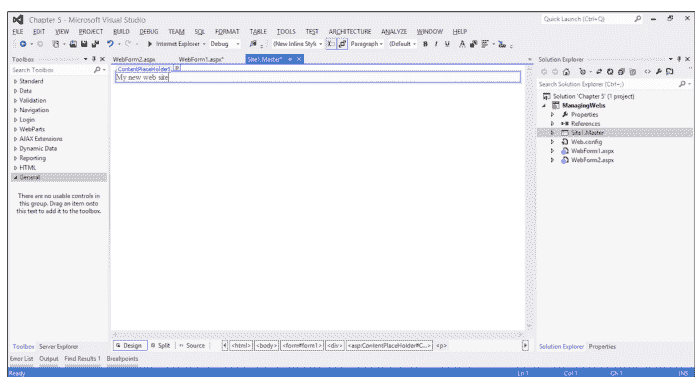 Chapter 5 - Microsoft Visual Studio
Quick Launch (Ctrl+Q)
FILE EDIT VIEW PROJECT BUILD DEBUG TEAM SQL FORMAT TABLE TOOLS TEST ARCHITECTURE ANALYZE WINDOW HELP
Internet Explorer Debug (New Inline Style Paragraph (Default B I U A
Toolbox
Search Toolbox
Standard
Data
Validation
Navigation
Login
WebParts
AJAX Extensions
Dynamic Data
Reporting
HTML
General
There are no usable controls in
this group. Drag an item onto
this text to add it to the toolbox.
Toolbox Server Explorer
WebForm2.aspx WebForm1.aspx* Site1.Master*
ContentPlaceHolder1
My new web site
Design Split Source <html> <body> <form#form1> <div> <asp:ContentPlaceHolder#C...> <p>
Solution Explorer
Search Solution Explorer (Ctrl+;)
Solution 'Chapter 5' (1 project)
ManagingWebs
Properties
References
Site1.Master
Web.config
WebForm1.aspx
WebForm2.aspx
Solution Explorer Properties
Error List Output Find Results 1 Breakpoints
Ready Ln 1 Col 1 Ch 1 INS